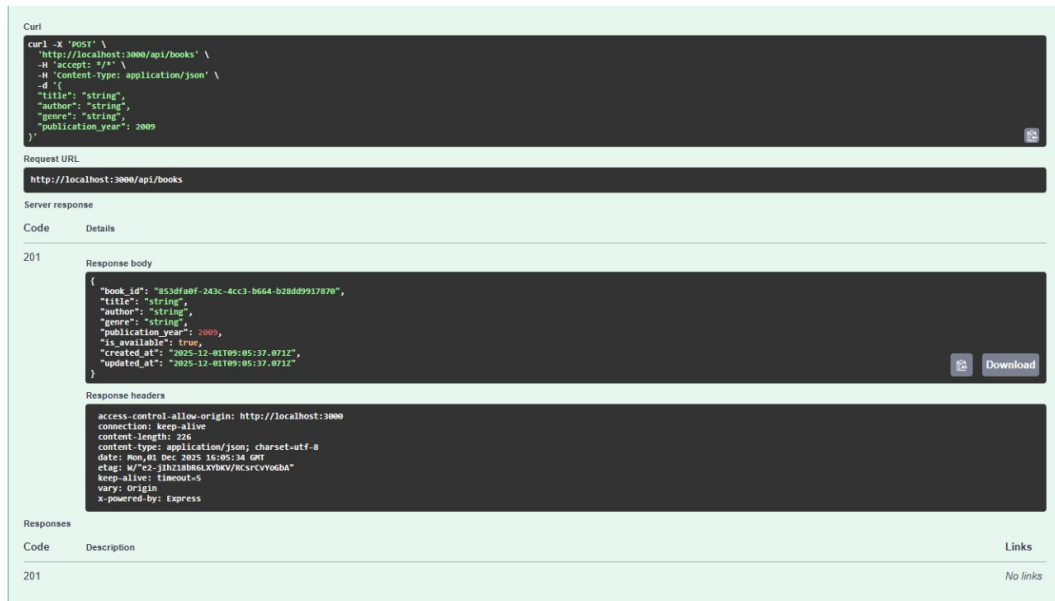 Curl
curl -X 'POST' \
'http://localhost:3000/api/books' \
-H 'accept: */*' \
-H 'Content-Type: application/json' \
-d '{
"title": "string",
"author": "string",
"genre": "string",
"publication_year": 2009
}'
Request URL
http://localhost:3000/api/books
Server response
Code Details
201
Response body
{
"book_id": "853dfa0f-243c-4cc3-b664-b28dd9917870",
"title": "string",
"author": "string",
"genre": "string",
"publication_year": 2009,
"is_available": true,
"created_at": "2025-12-01T09:05:37.071Z",
"updated_at": "2025-12-01T09:05:37.071Z"
}
Download
Response headers
access-control-allow-origin: http://localhost:3000
connection: keep-alive
content-length: 226
content-type: application/json; charset=utf-8
date: Mon,01 Dec 2025 16:05:34 GMT
etag: W/"e2-jIhZ18bR6LXYbKV/RCsrCvYoGbA"
keep-alive: timeout=5
vary: Origin
x-powered-by: Express
Responses
Code Description Links
201 No links